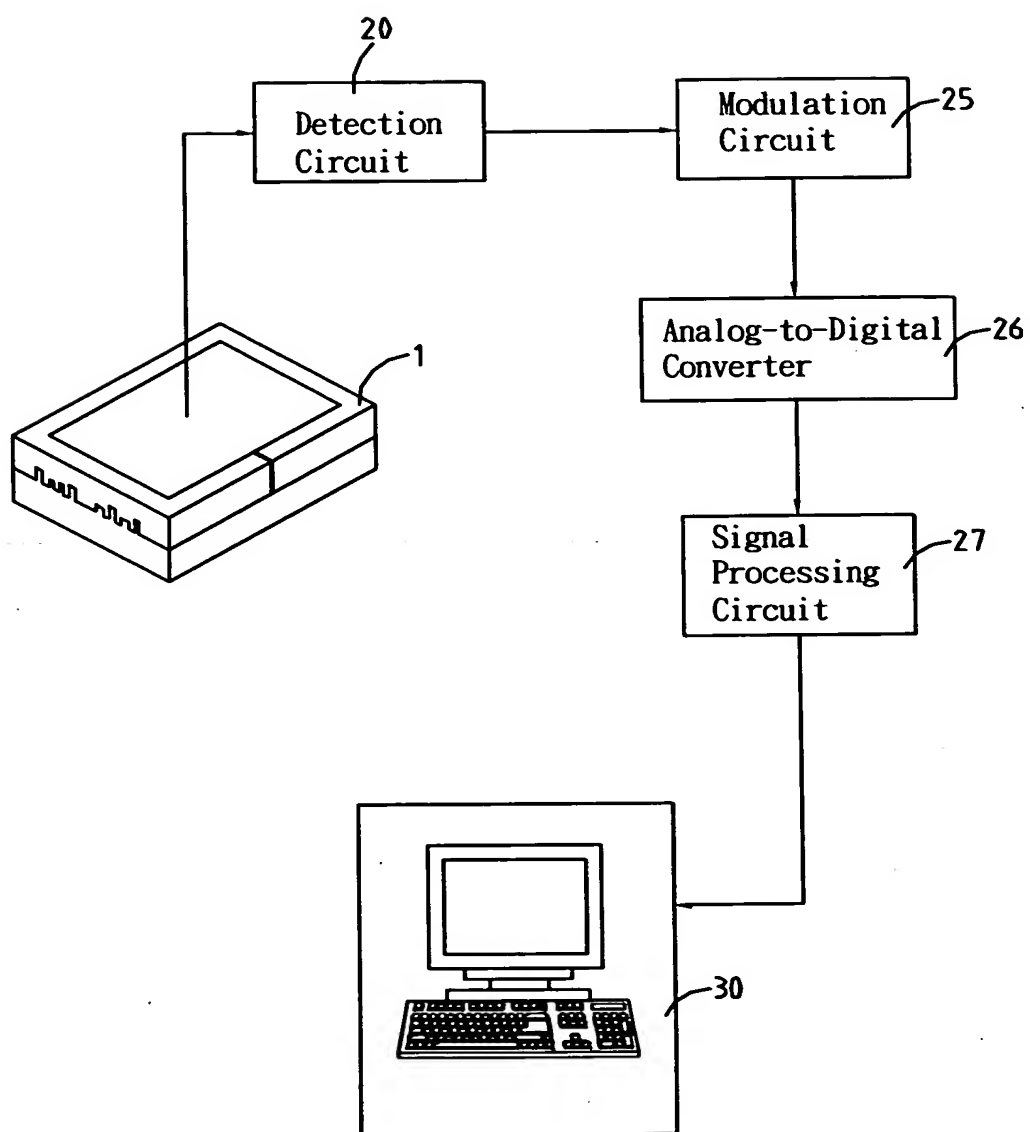 20
Detection
Circuit
Modulation
Circuit
25
Analog-to-Digital
Converter
26
1
Signal
Processing
Circuit
27
30